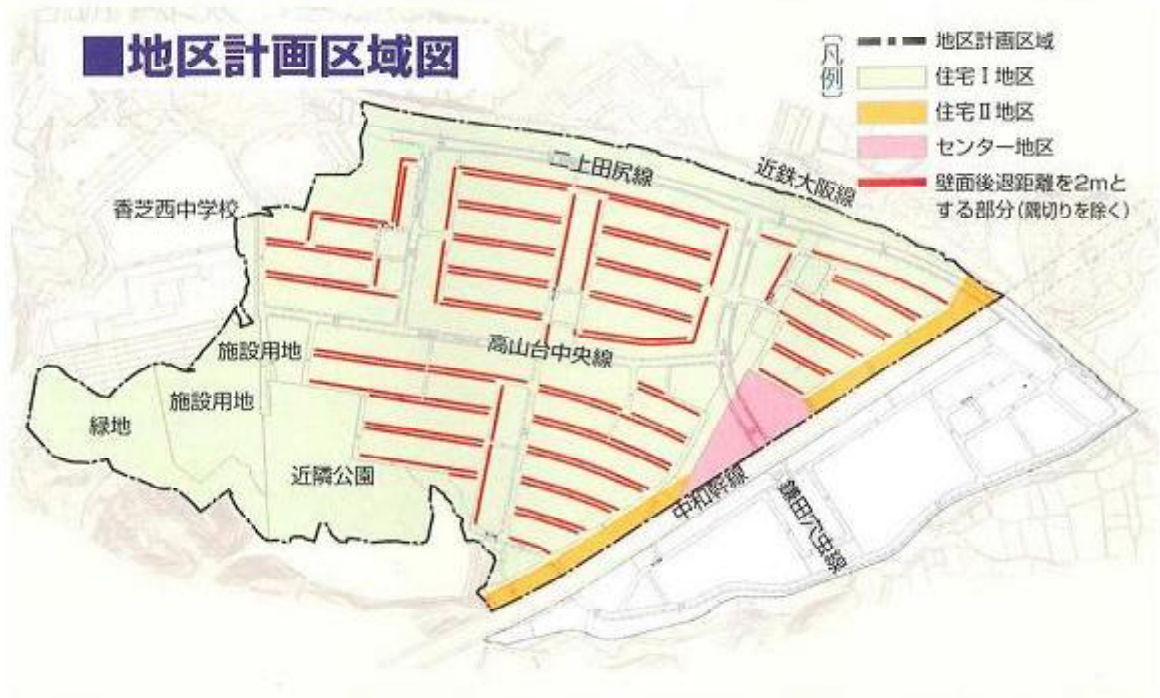 ■地区計画区域図
〔凡例〕
地区計画区域
住宅Ⅰ地区
住宅Ⅱ地区
センター地区
壁面後退距離を2mと
する部分(隅切りを除く)
二上田尻線
近鉄大阪線
香芝西中学校
高山台中央線
施設用地
施設用地
緑地
近隣公園
中和幹線
鎌田穴虫線